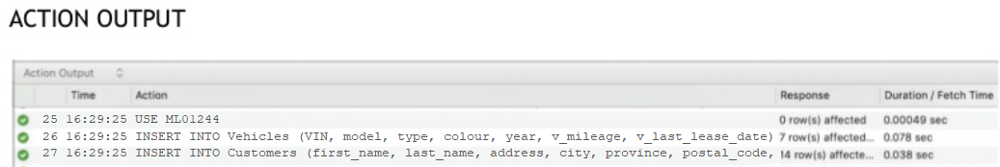 ACTION OUTPUT
Action Output
Time Action Response Duration / Fetch Time
25 16:29:25 USE ML01244 0 row(s) affected 0.00049 sec
26 16:29:25 INSERT INTO Vehicles (VIN, model, type, colour, year, v_mileage, v_last_lease_date) 7 row(s) affected... 0.078 sec
27 16:29:25 INSERT INTO Customers (first_name, last_name, address, city, province, postal_code, 14 row(s) affecte... 0.038 sec